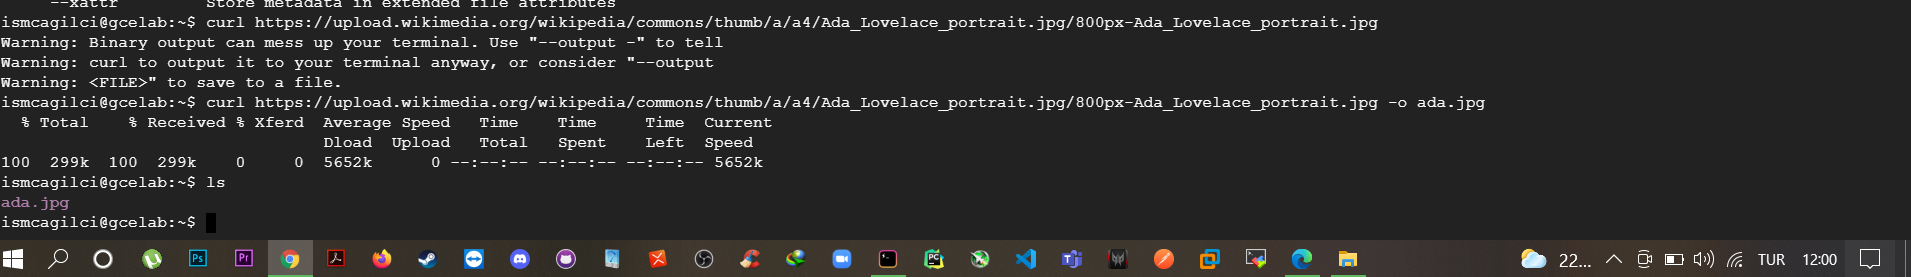 --xattr         Store metadata in extended file attributes
ismcagilci@gcelab:~$ curl https://upload.wikimedia.org/wikipedia/commons/thumb/a/a4/Ada_Lovelace_portrait.jpg/800px-Ada_Lovelace_portrait.jpg
Warning: Binary output can mess up your terminal. Use "--output -" to tell
Warning: curl to output it to your terminal anyway, or consider "--output
Warning: <FILE>" to save to a file.
ismcagilci@gcelab:~$ curl https://upload.wikimedia.org/wikipedia/commons/thumb/a/a4/Ada_Lovelace_portrait.jpg/800px-Ada_Lovelace_portrait.jpg -o ada.jpg
  % Total    % Received % Xferd  Average Speed   Time    Time     Time  Current
                                 Dload  Upload   Total   Spent    Left  Speed
100  299k  100  299k    0     0  5652k      0 --:--:-- --:--:-- --:--:-- 5652k
ismcagilci@gcelab:~$ ls
ada.jpg
ismcagilci@gcelab:~$
Ps Pr PC 22... TUR 12:00